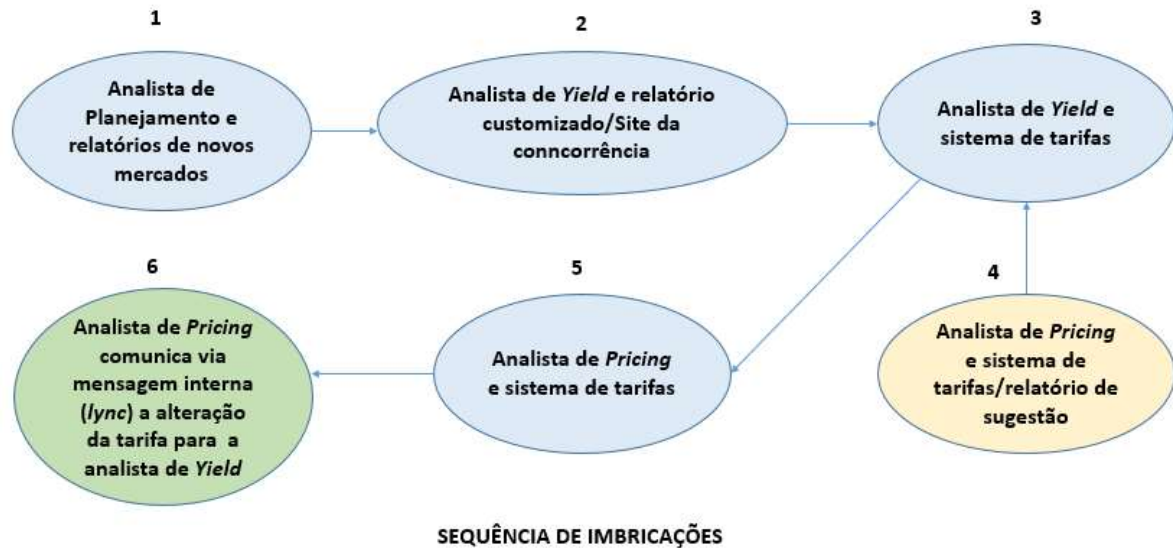 1
Analista de
Planejamento e
relatórios de novos
mercados
2
Analista de Yield e relatório
customizado/Site da
conncorrência
3
Analista de Yield e
sistema de tarifas
4
Analista de Pricing
e sistema de
tarifas/relatório de
sugestão
5
Analista de Pricing
e sistema de tarifas
6
Analista de Pricing
comunica via
mensagem interna
(lync) a alteração
da tarifa para a
analista de Yield
SEQUÊNCIA DE IMBRICAÇÕES